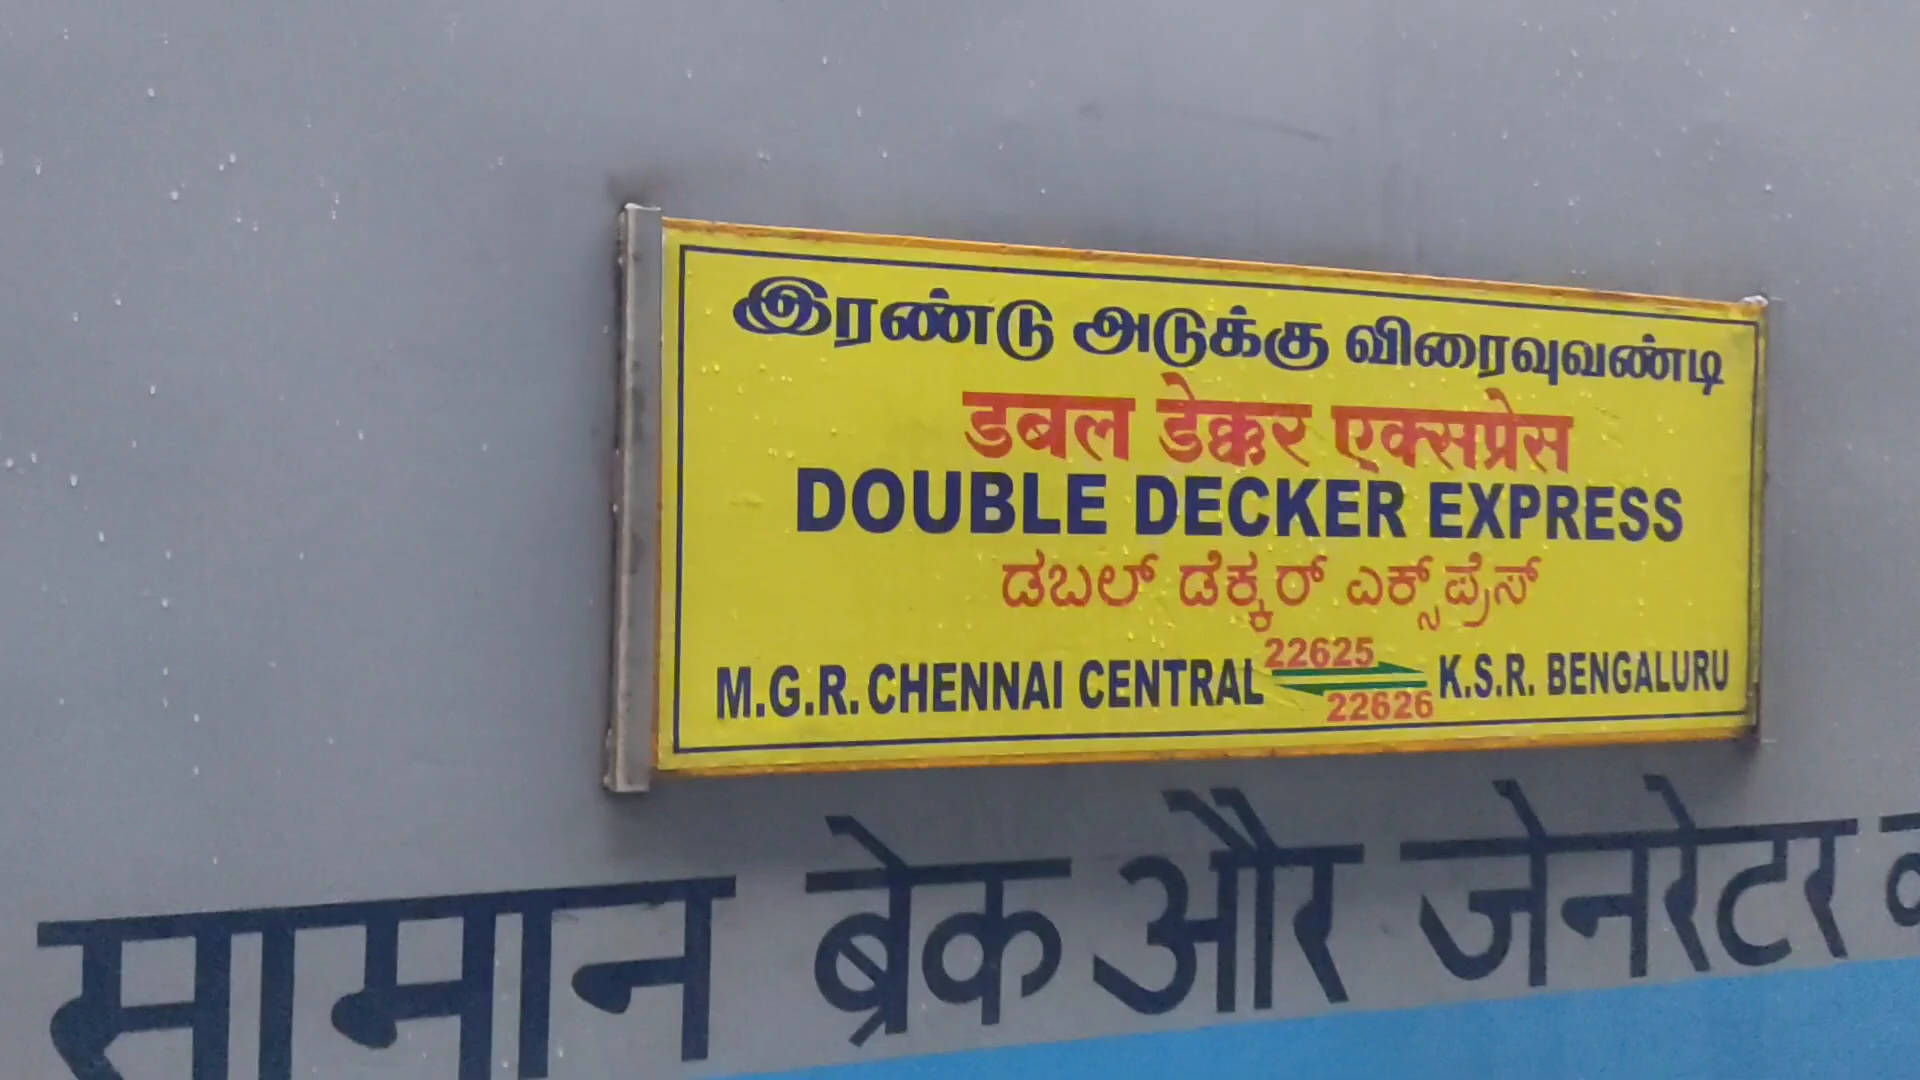 இரண்டு அடுக்கு விரைவுவண்டி
डबल डेक्कर एक्सप्रेस
DOUBLE DECKER EXPRESS
ಡಬಲ್ ಡೆಕ್ಕರ್ ಎಕ್ಸ್‌ಪ್ರೆಸ್
22625
M.G.R. CHENNAI CENTRAL K.S.R. BENGALURU
22626
सामान ब्रेक और जेनरेटर